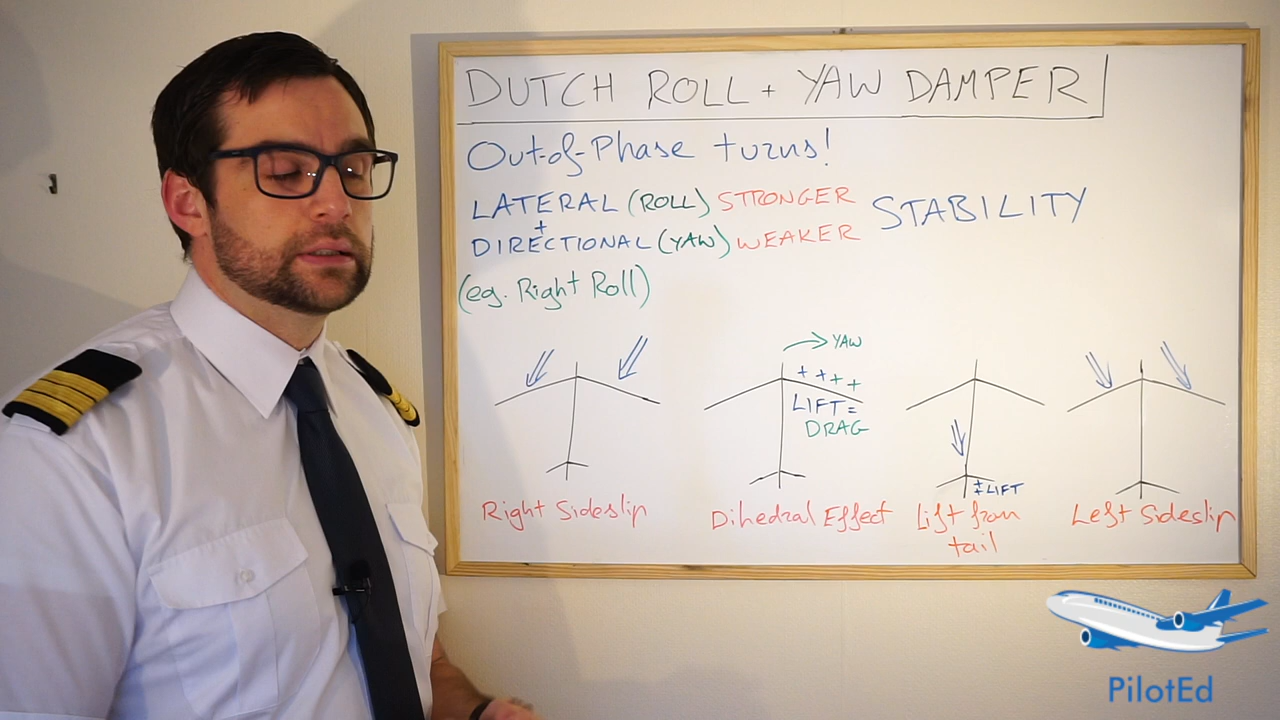 DUTCH ROLL + YAW DAMPER
Out-of-Phase turns!
LATERAL (ROLL) STRONGER
+
DIRECTIONAL (YAW) WEAKER
STABILITY
(eg. Right Roll)
Right Sideslip
YAW
+ + + +
LIFT =
DRAG
Dihedral Effect
+
+ LIFT
Lift from
tail
Left Sideslip
PilotEd